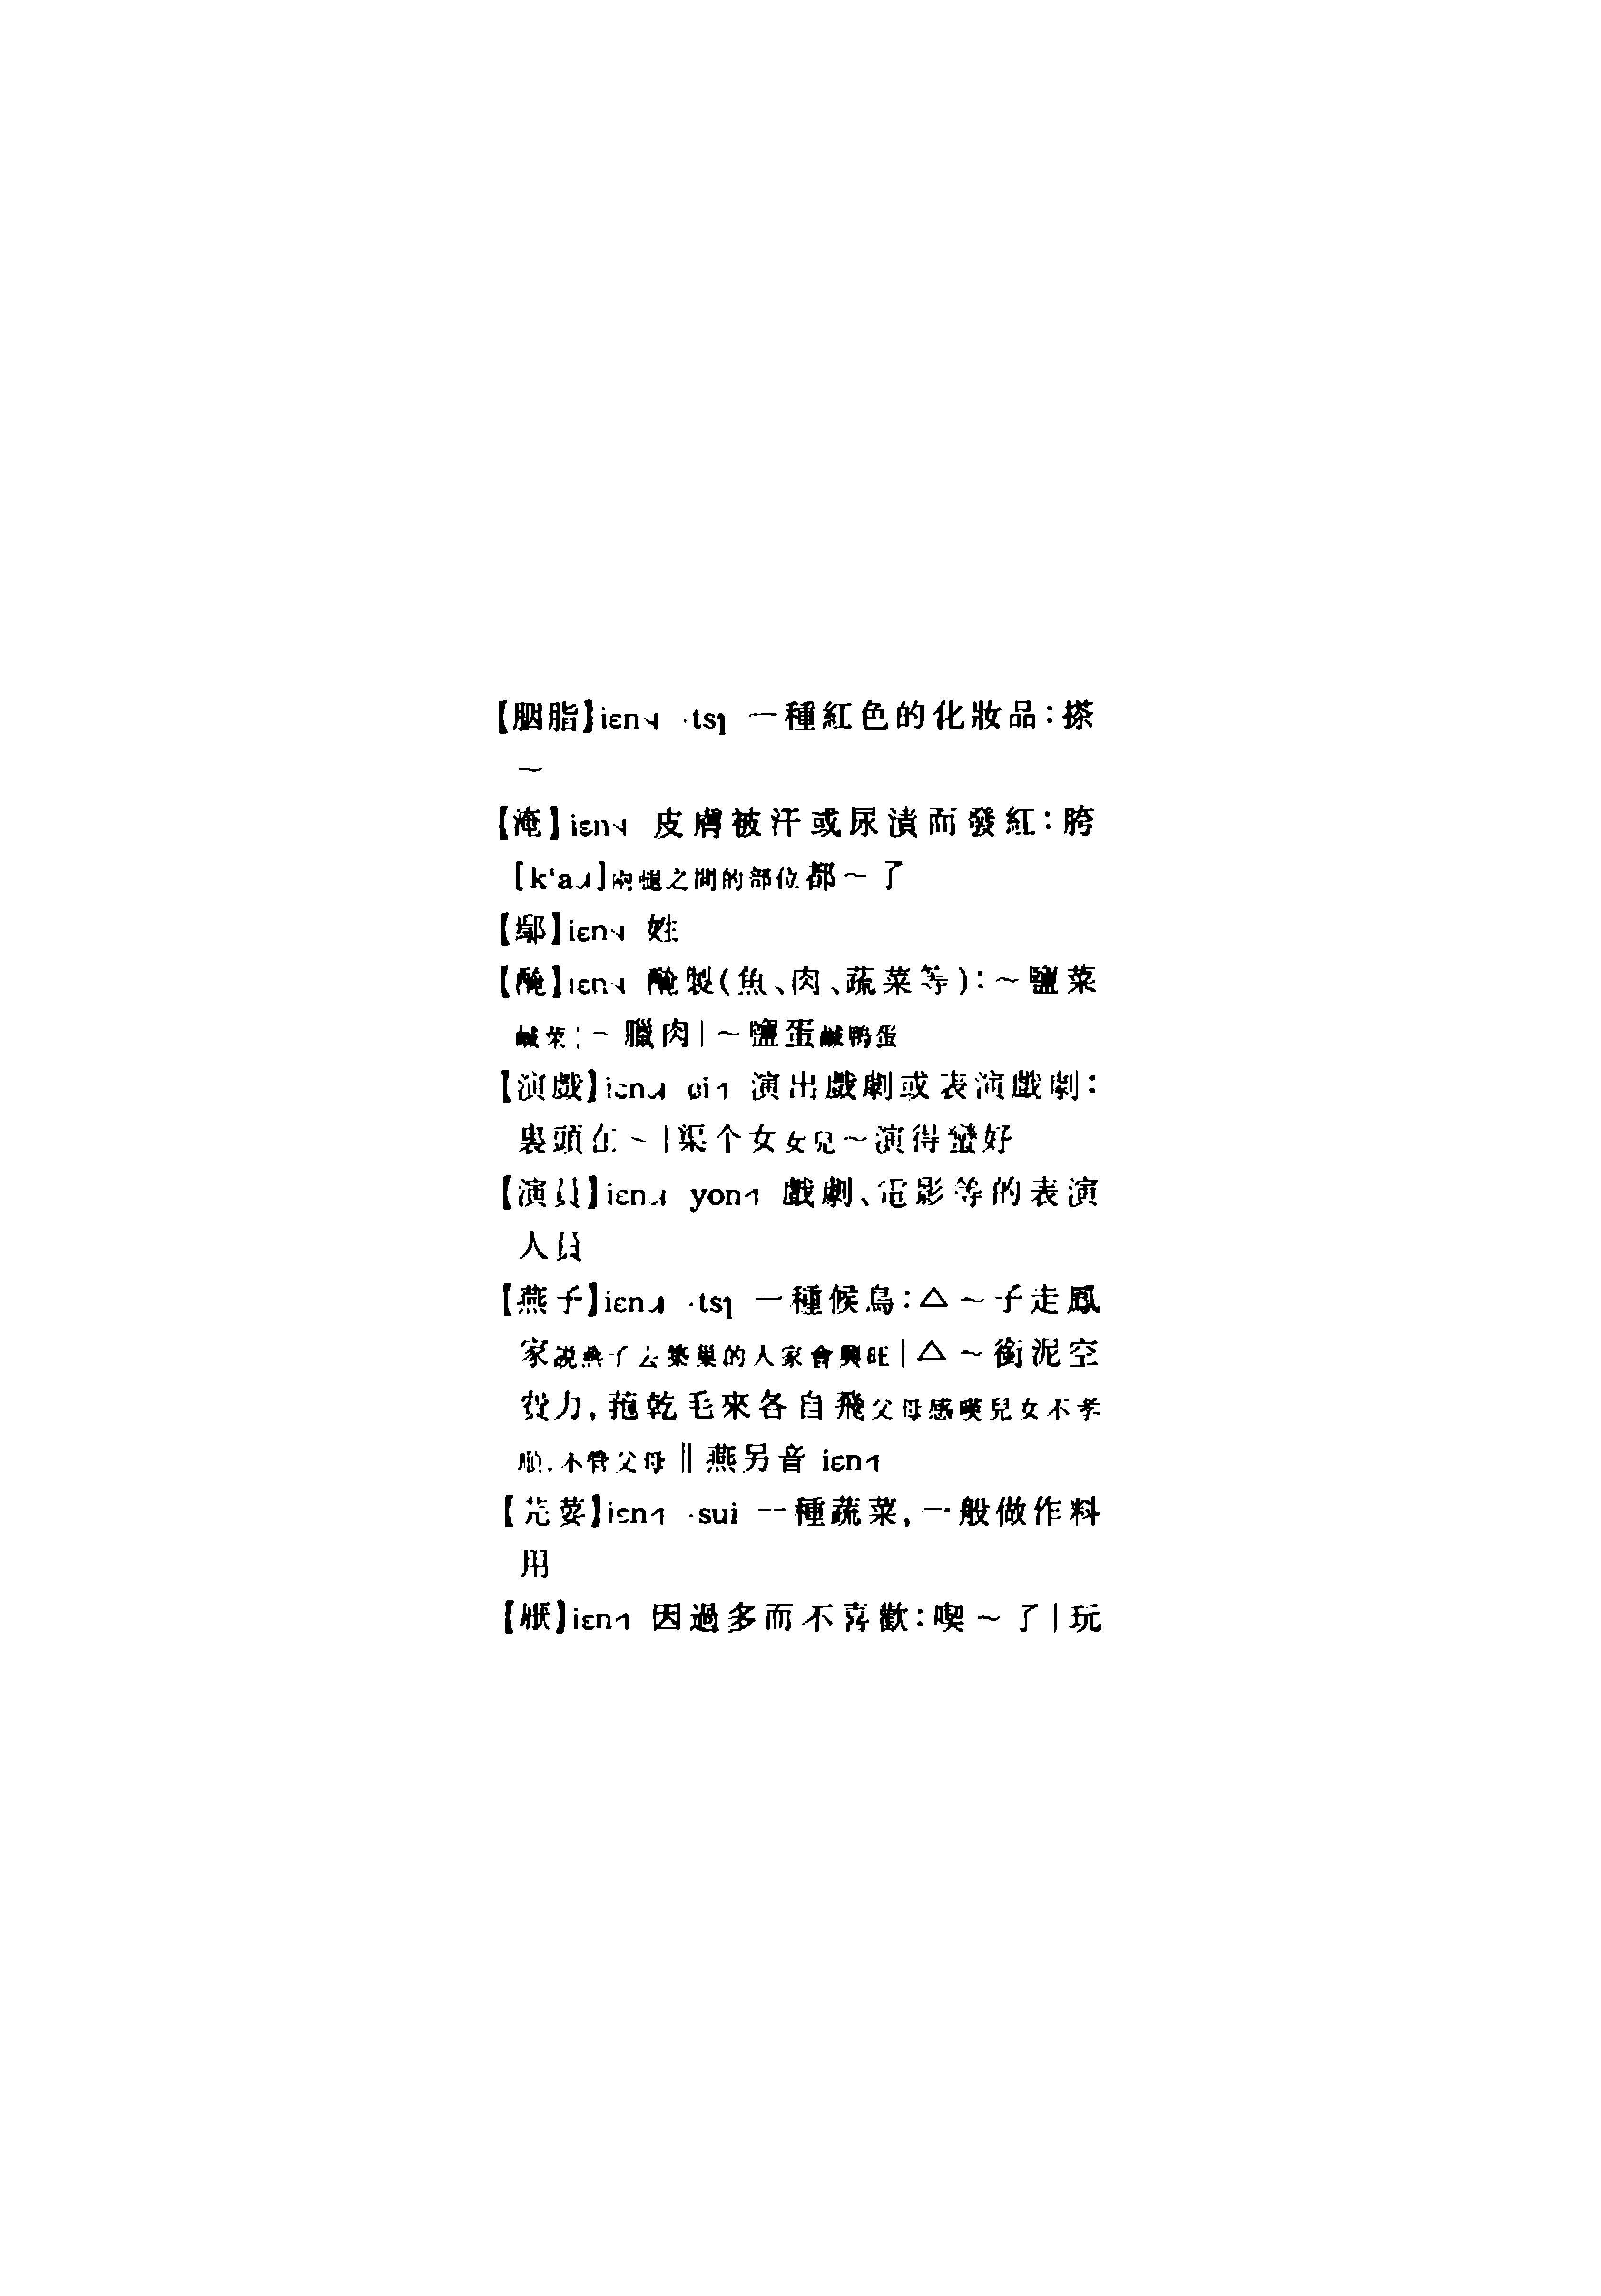 【胭脂】iɛn˧ ·tsɿ 一種紅色的化妝品：搽
～
【淹】iɛn 皮膚被汗或尿漬而發紅：胯
[kʻa]兩腿之間的部位都～了
【鄢】iɛn 姓
【醃】iɛn 醃製(魚、肉、蔬菜等)：～鹽菜
鹹菜|～臘肉|～鹽蛋鹹鴨蛋
【演戲】iɛn ɕi 演出戲劇或表演戲劇：
裏頭在～|渠个女女兒～演得蠻好
【演員】iɛn yon 戲劇、電影等的表演
人員
【燕子】iɛn ·tsɿ 一種候鳥：△～子走鳳
家說燕子去築巢的人家會興旺|△～銜泥空
費力，乾毛來各自飛父母感嘆兒女不孝
順，不管父母‖燕另音 iɛn
【芫荽】iɛn ·sui 一種蔬菜，一般做作料
用
【猒】iɛn 因過多而不喜歡：喫～了|玩